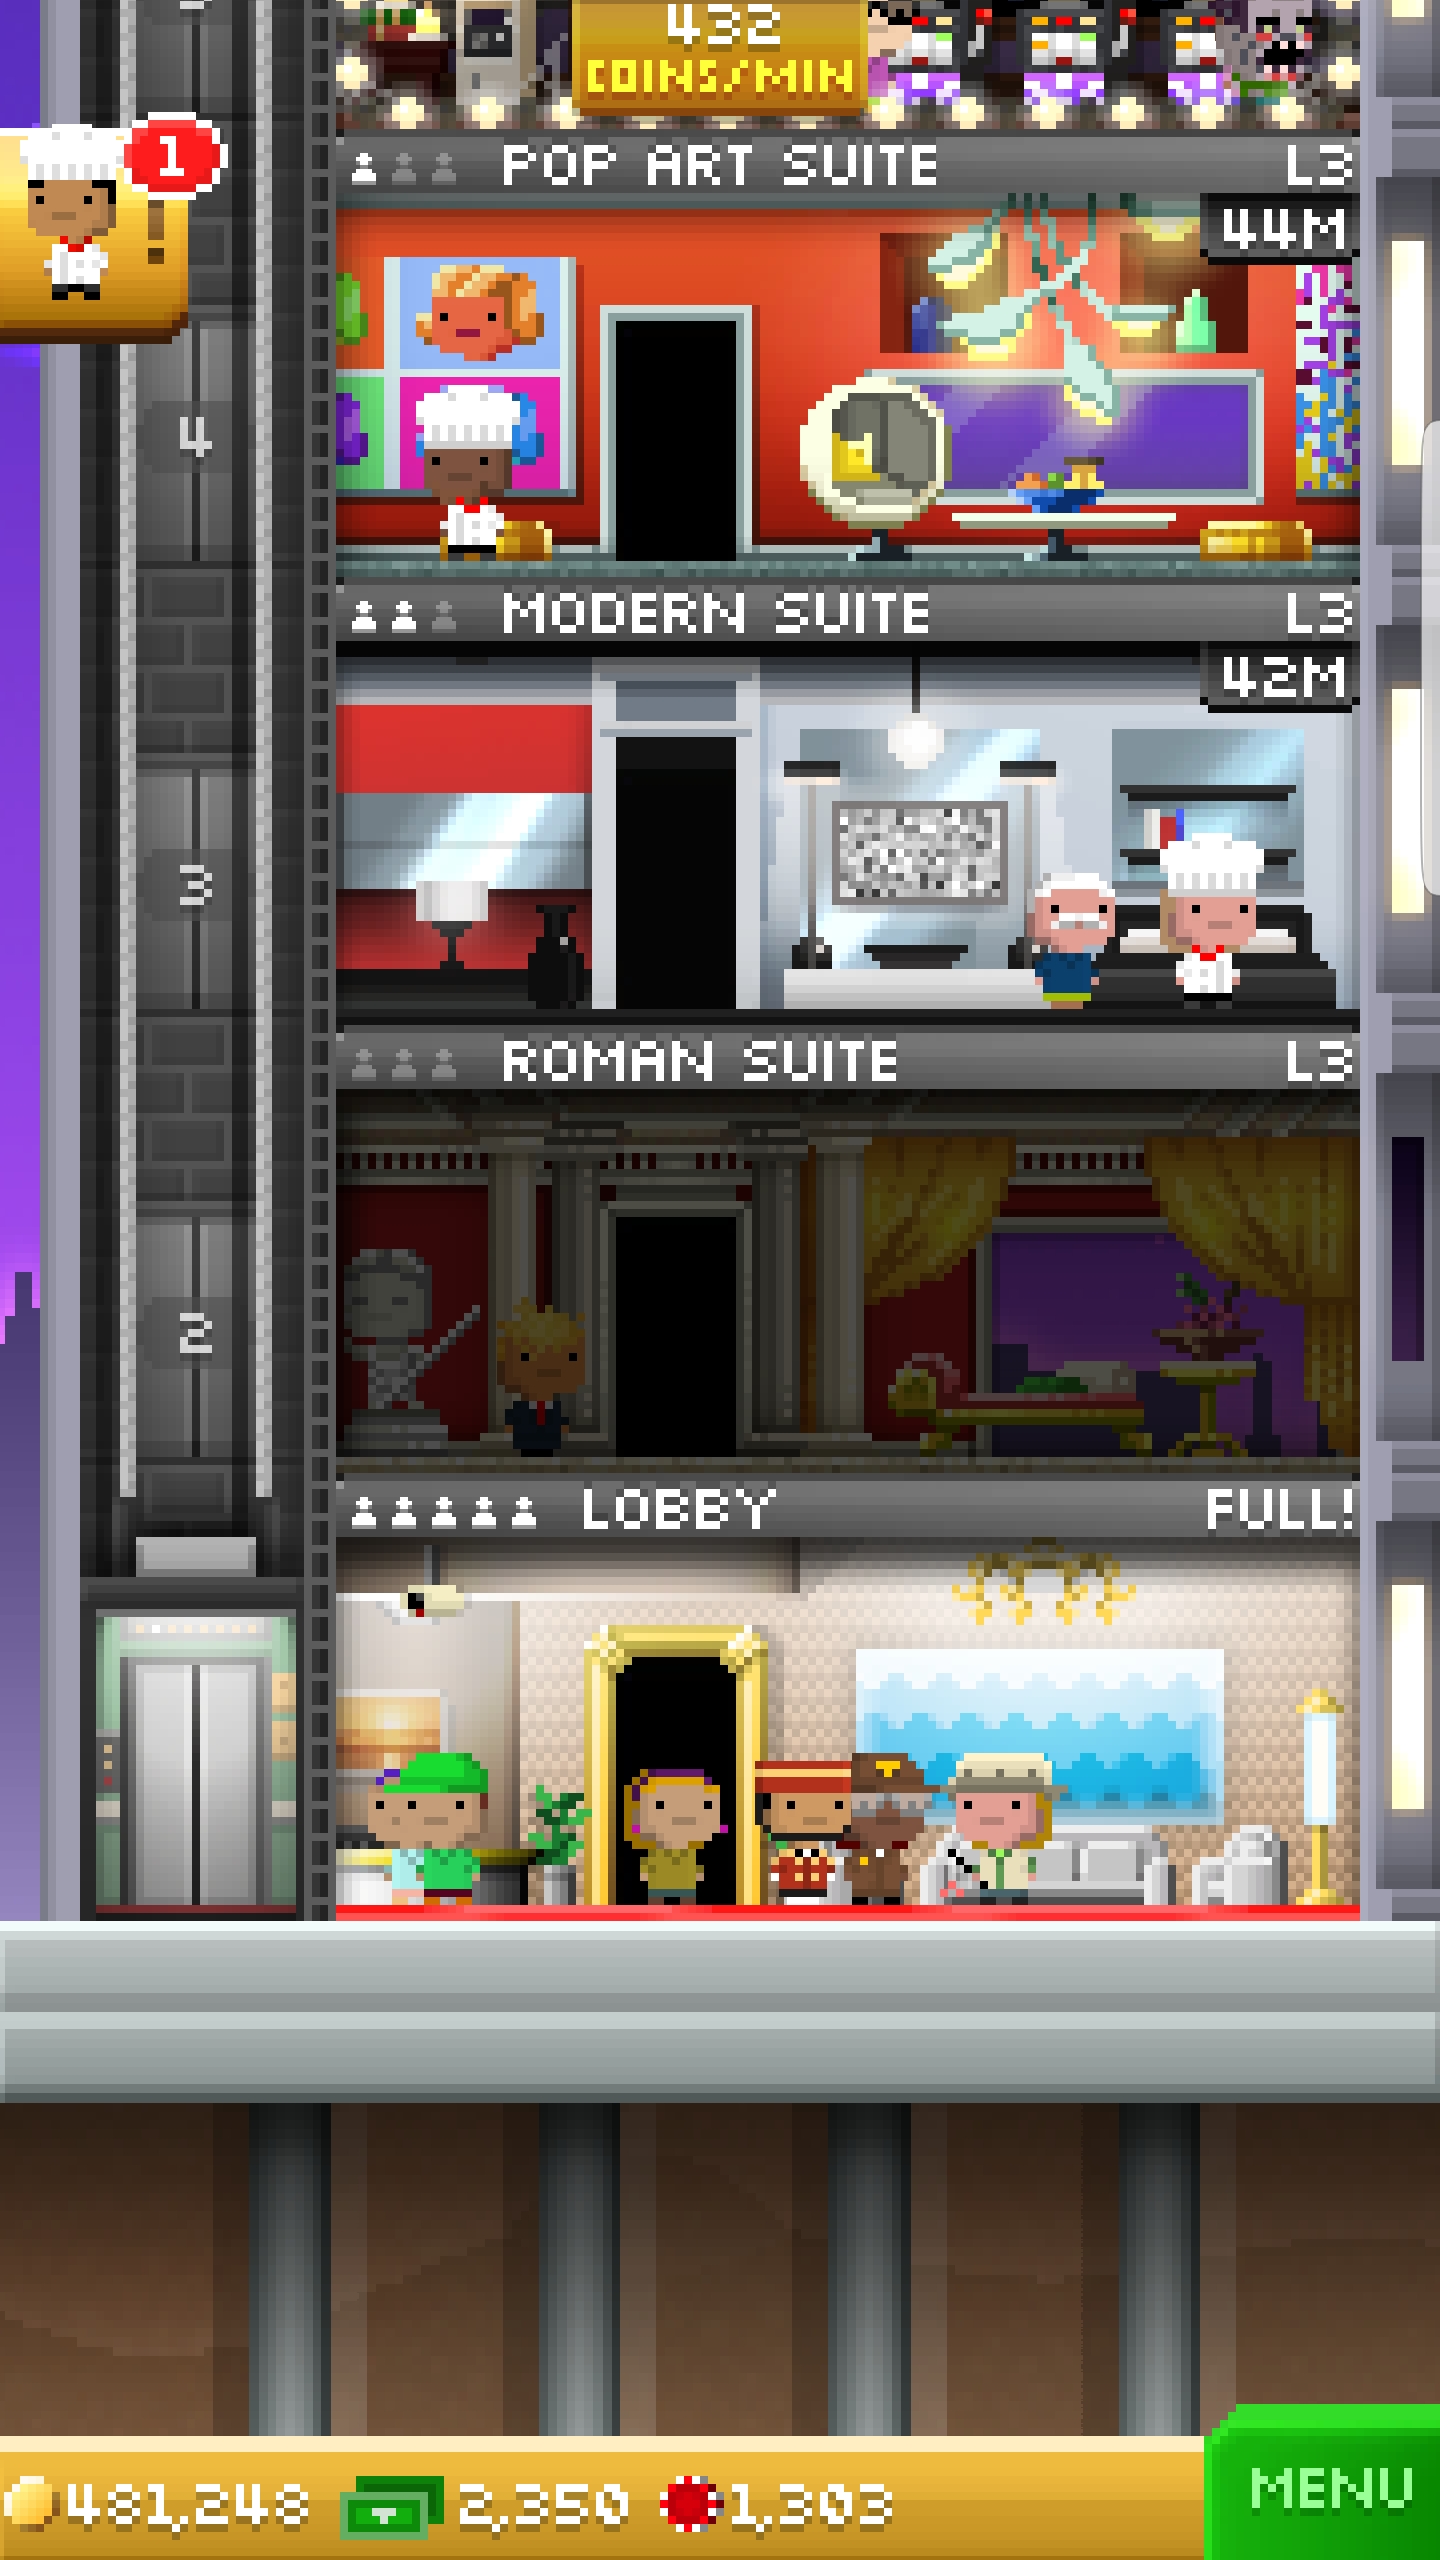 432
COINS/MIN
1
!
POP ART SUITE L3
44M
4
MODERN SUITE L3
42M
3
ROMAN SUITE L3
2
LOBBY FULL!
481,248 2,350 1,303
MENU